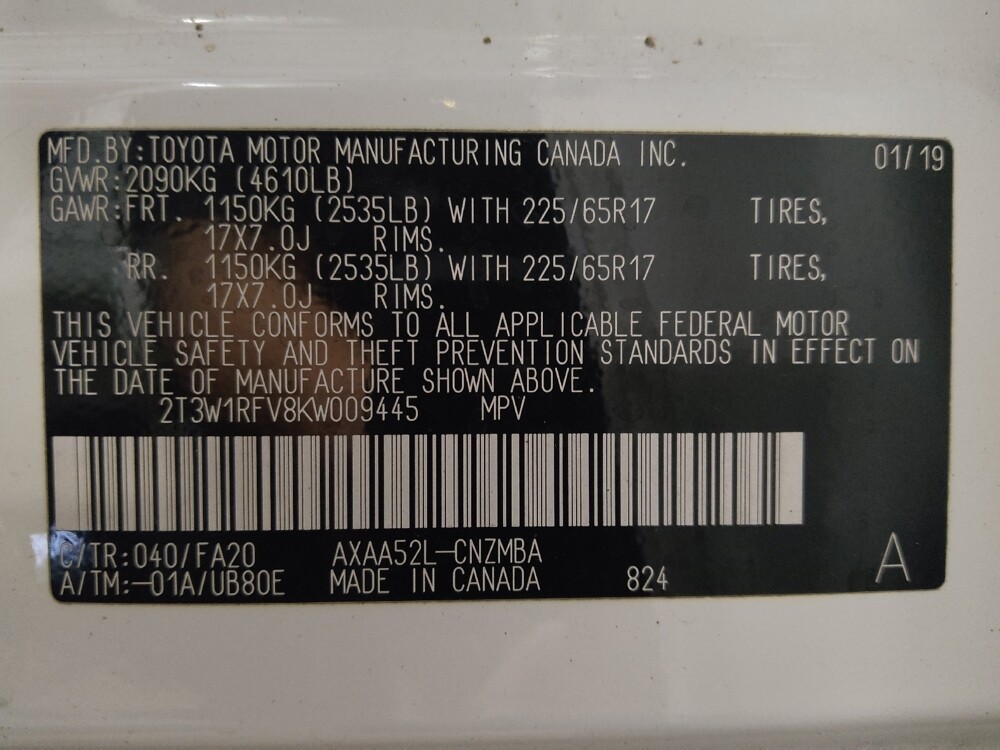 MFD.BY:TOYOTA MOTOR MANUFACTURING CANADA INC. 01/19
GVWR:2090KG (4610LB)
GAWR:FRT. 1150KG (2535LB) WITH 225/65R17 TIRES,
17X7.0J RIMS.
RR. 1150KG (2535LB) WITH 225/65R17 TIRES,
17X7.0J RIMS.
THIS VEHICLE CONFORMS TO ALL APPLICABLE FEDERAL MOTOR
VEHICLE SAFETY AND THEFT PREVENTION STANDARDS IN EFFECT ON
THE DATE OF MANUFACTURE SHOWN ABOVE.
2T3W1RFV8KW009445 MPV
C/TR:040/FA20 AXAA52L-CNZMBA A
A/TM:-01A/UB80E MADE IN CANADA 824